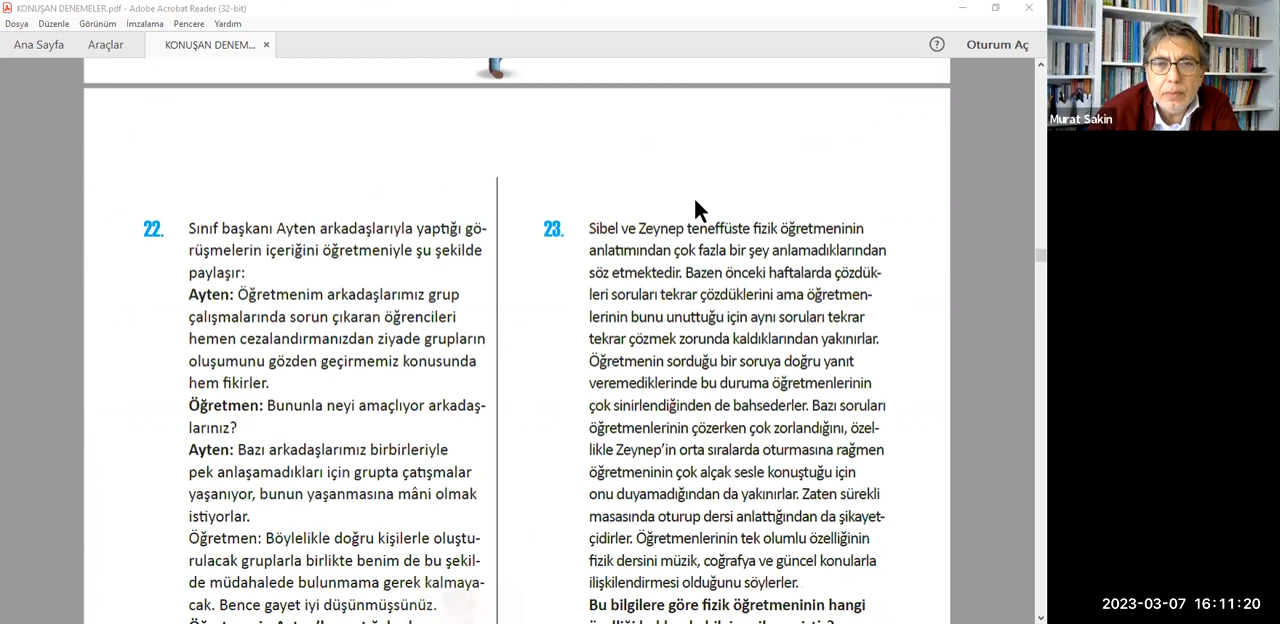 KONUŞAN DENEMELER.pdf - Adobe Acrobat Reader (32-bit)
Dosya Düzenle Görünüm İmzalama Pencere Yardım
Ana Sayfa Araçlar KONUŞAN DENEM... × ? Oturum Aç
Murat Sakin
22. Sınıf başkanı Ayten arkadaşlarıyla yaptığı gö-
rüşmelerin içeriğini öğretmeniyle şu şekilde
paylaşır:
Ayten: Öğretmenim arkadaşlarımız grup
çalışmalarında sorun çıkaran öğrencileri
hemen cezalandırmanızdan ziyade grupların
oluşumunu gözden geçirmemiz konusunda
hem fikirler.
Öğretmen: Bununla neyi amaçlıyor arkadaş-
larınız?
Ayten: Bazı arkadaşlarımız birbirleriyle
pek anlaşamadıkları için grupta çatışmalar
yaşanıyor, bunun yaşanmasına mâni olmak
istiyorlar.
Öğretmen: Böylelikle doğru kişilerle oluştu-
rulacak gruplarla birlikte benim de bu şekil-
de müdahalede bulunmama gerek kalmaya-
cak. Bence gayet iyi düşünmüşsünüz.
23. Sibel ve Zeynep teneffüste fizik öğretmeninin
anlatımından çok fazla bir şey anlamadıklarından
söz etmektedir. Bazen önceki haftalarda çözdük-
leri soruları tekrar çözdüklerini ama öğretmen-
lerinin bunu unuttuğu için aynı soruları tekrar
tekrar çözmek zorunda kaldıklarından yakınırlar.
Öğretmenin sorduğu bir soruya doğru yanıt
veremediklerinde bu duruma öğretmenlerinin
çok sinirlendiğinden de bahsederler. Bazı soruları
öğretmenlerinin çözerken çok zorlandığını, özel-
likle Zeynep'in orta sıralarda oturmasına rağmen
öğretmeninin çok alçak sesle konuştuğu için
onu duyamadığından da yakınırlar. Zaten sürekli
masasında oturup dersi anlattığından da şikayet-
çidirler. Öğretmenlerinin tek olumlu özelliğinin
fizik dersini müzik, coğrafya ve güncel konularla
ilişkilendirmesi olduğunu söylerler.
Bu bilgilere göre fizik öğretmeninin hangi
2023-03-07 16:11:20